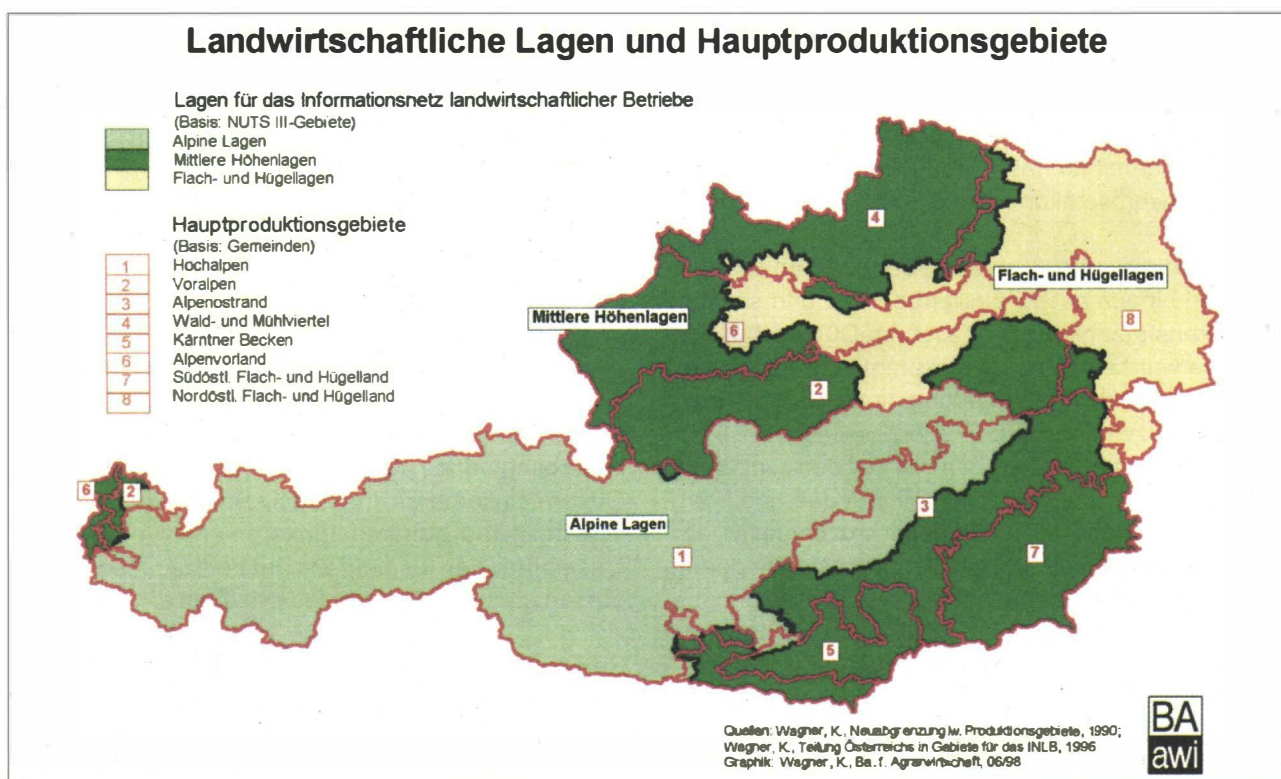 Landwirtschaftliche Lagen und Hauptproduktionsgebiete
Lagen für das Informationsnetz landwirtschaftlicher Betriebe
(Basis: NUTS III-Gebiete)
Alpine Lagen
Mittlere Höhenlagen
Flach- und Hügellagen
Hauptproduktionsgebiete
(Basis: Gemeinden)
1 Hochalpen
2 Voralpen
3 Alpenostrand
4 Wald- und Mühlviertel
5 Kärntner Becken
6 Alpenvorland
7 Südöstl. Flach- und Hügelland
8 Nordöstl. Flach- und Hügelland
4
Flach- und Hügellagen
Mittlere Höhenlagen
6
8
2
6
2
3
Alpine Lagen
1
7
5
Quellen: Wagner, K., Neuabgrenzung lw. Produktionsgebiete, 1990;
Wagner, K., Teilung Österreichs in Gebiete für das INLB, 1996
Graphik: Wagner, K., Ba. f. Agrarwirtschaft, 06/98
BA
awi